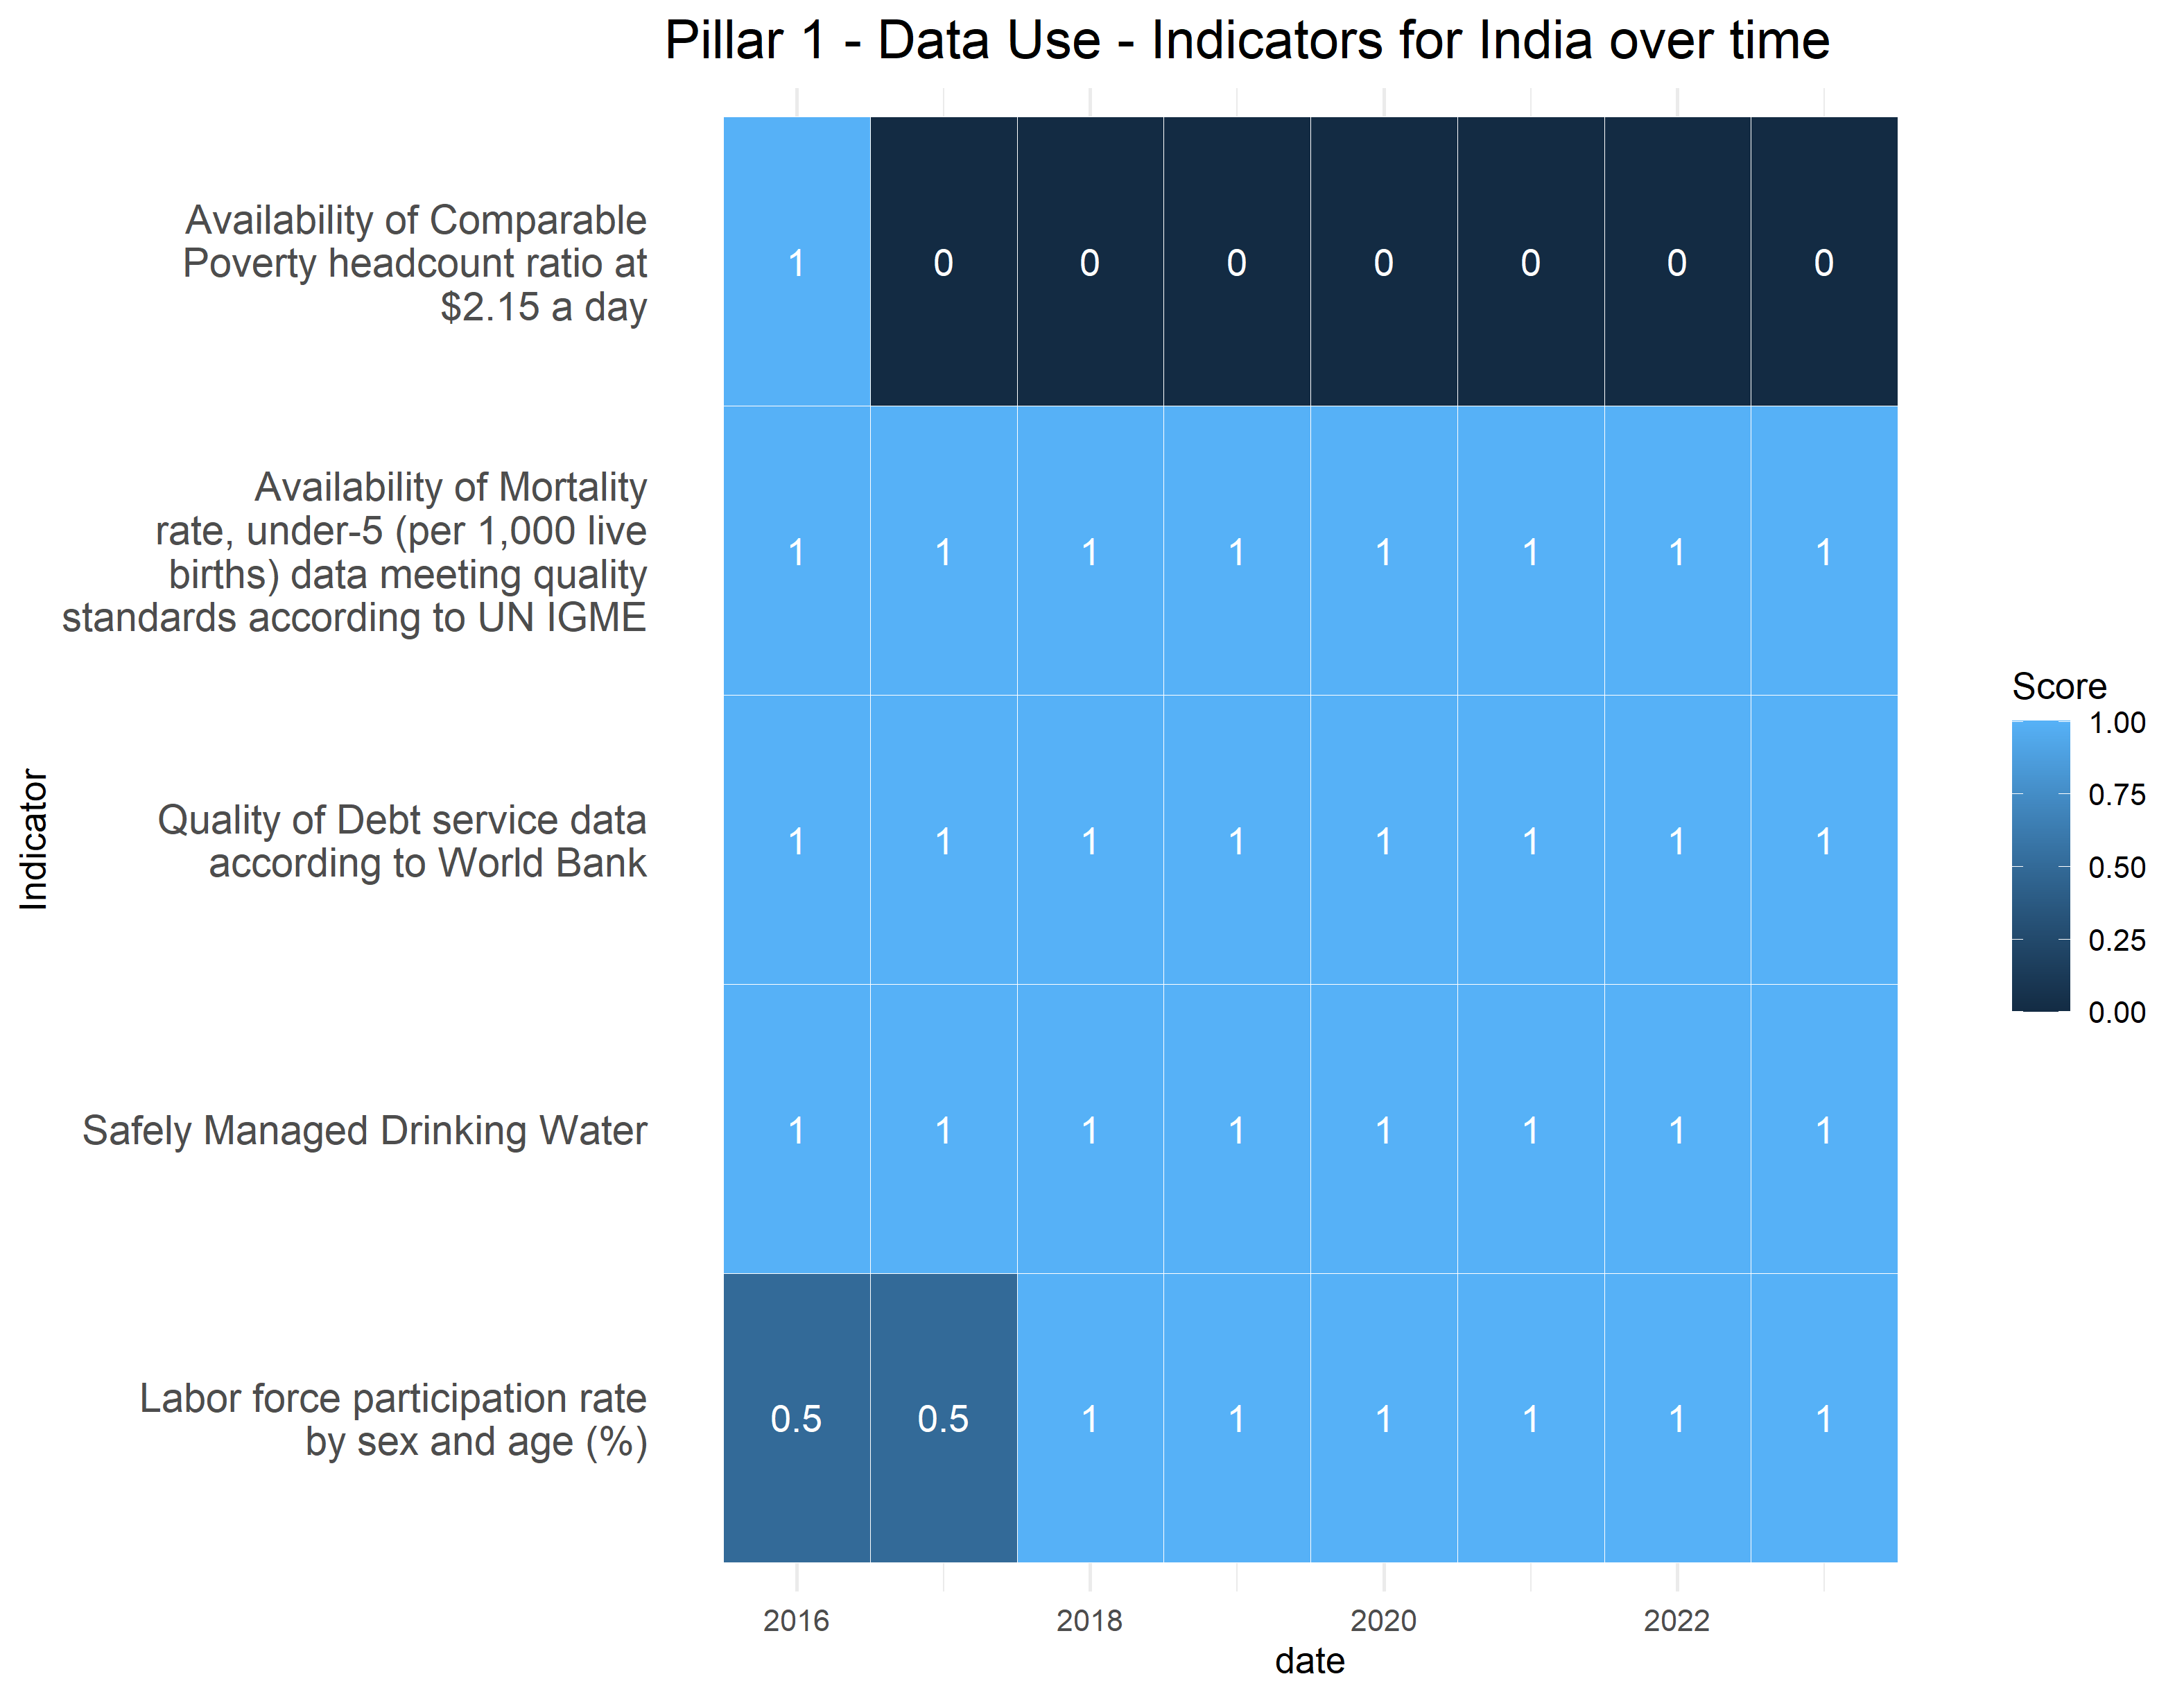 Pillar 1 - Data Use - Indicators for India over time
Indicator
Availability of Comparable
Poverty headcount ratio at
$2.15 a day
1 0 0 0 0 0 0 0
Availability of Mortality
rate, under-5 (per 1,000 live
births) data meeting quality
standards according to UN IGME
1 1 1 1 1 1 1 1
Quality of Debt service data
according to World Bank
1 1 1 1 1 1 1 1
Safely Managed Drinking Water
1 1 1 1 1 1 1 1
Labor force participation rate
by sex and age (%)
0.5 0.5 1 1 1 1 1 1
2016 2018 2020 2022
date
Score
1.00
0.75
0.50
0.25
0.00